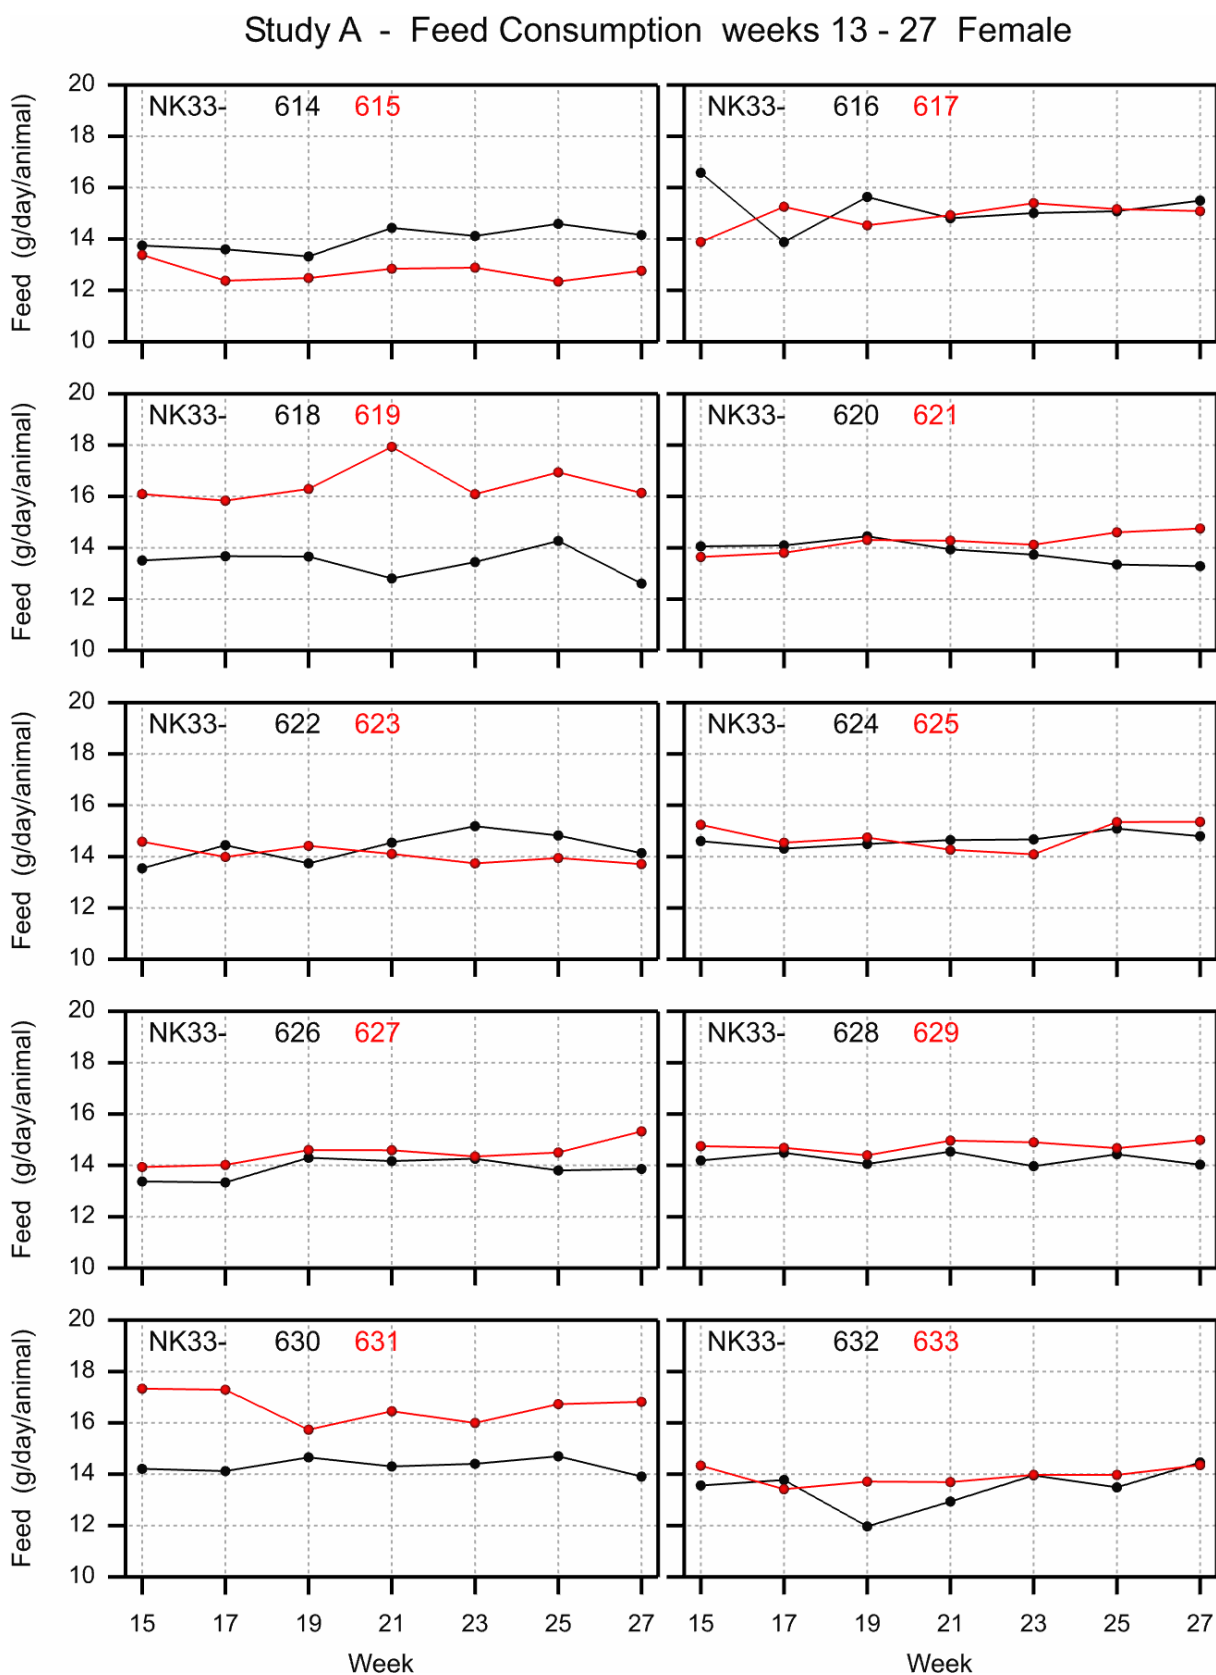 Study A - Feed Consumption weeks 13 - 27 Female
Feed (g/day/animal)
20
18
16
14
12
10
NK33- 614 615
NK33- 616 617
Feed (g/day/animal)
20
18
16
14
12
10
NK33- 618 619
NK33- 620 621
Feed (g/day/animal)
20
18
16
14
12
10
NK33- 622 623
NK33- 624 625
Feed (g/day/animal)
20
18
16
14
12
10
NK33- 626 627
NK33- 628 629
Feed (g/day/animal)
20
18
16
14
12
10
NK33- 630 631
NK33- 632 633
15 17 19 21 23 25 27
15 17 19 21 23 25 27
Week
Week